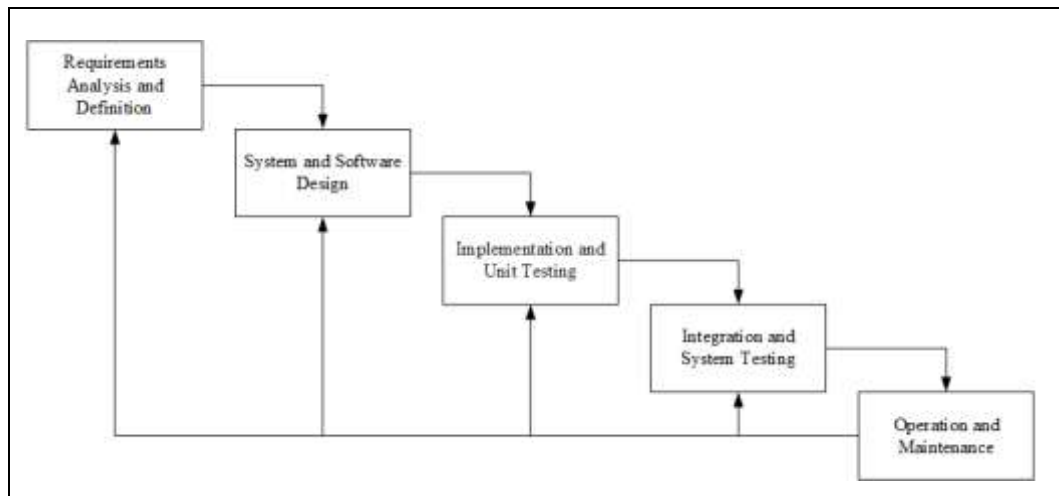 Requirements
Analysis and
Definition
System and Software
Design
Implementation and
Unit Testing
Integration and
System Testing
Operation and
Maintenance